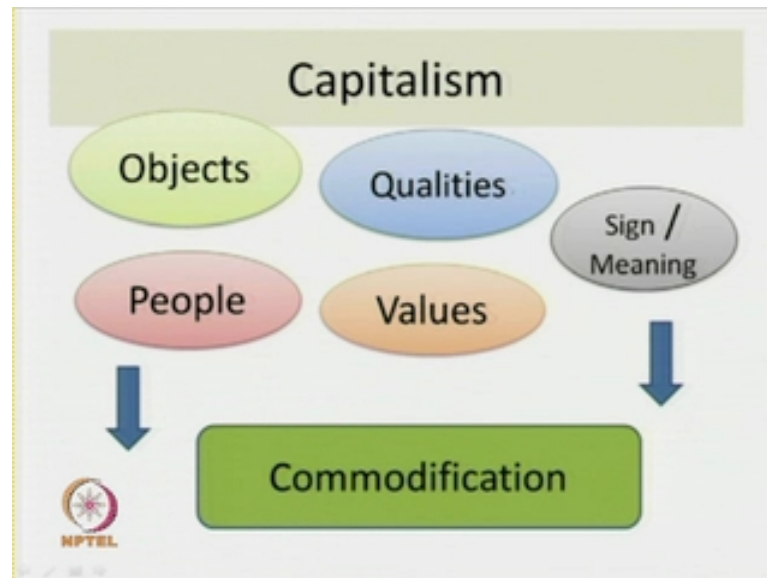 Capitalism
Objects
Qualities
Sign /
Meaning
People
Values
Commodification
NPTEL